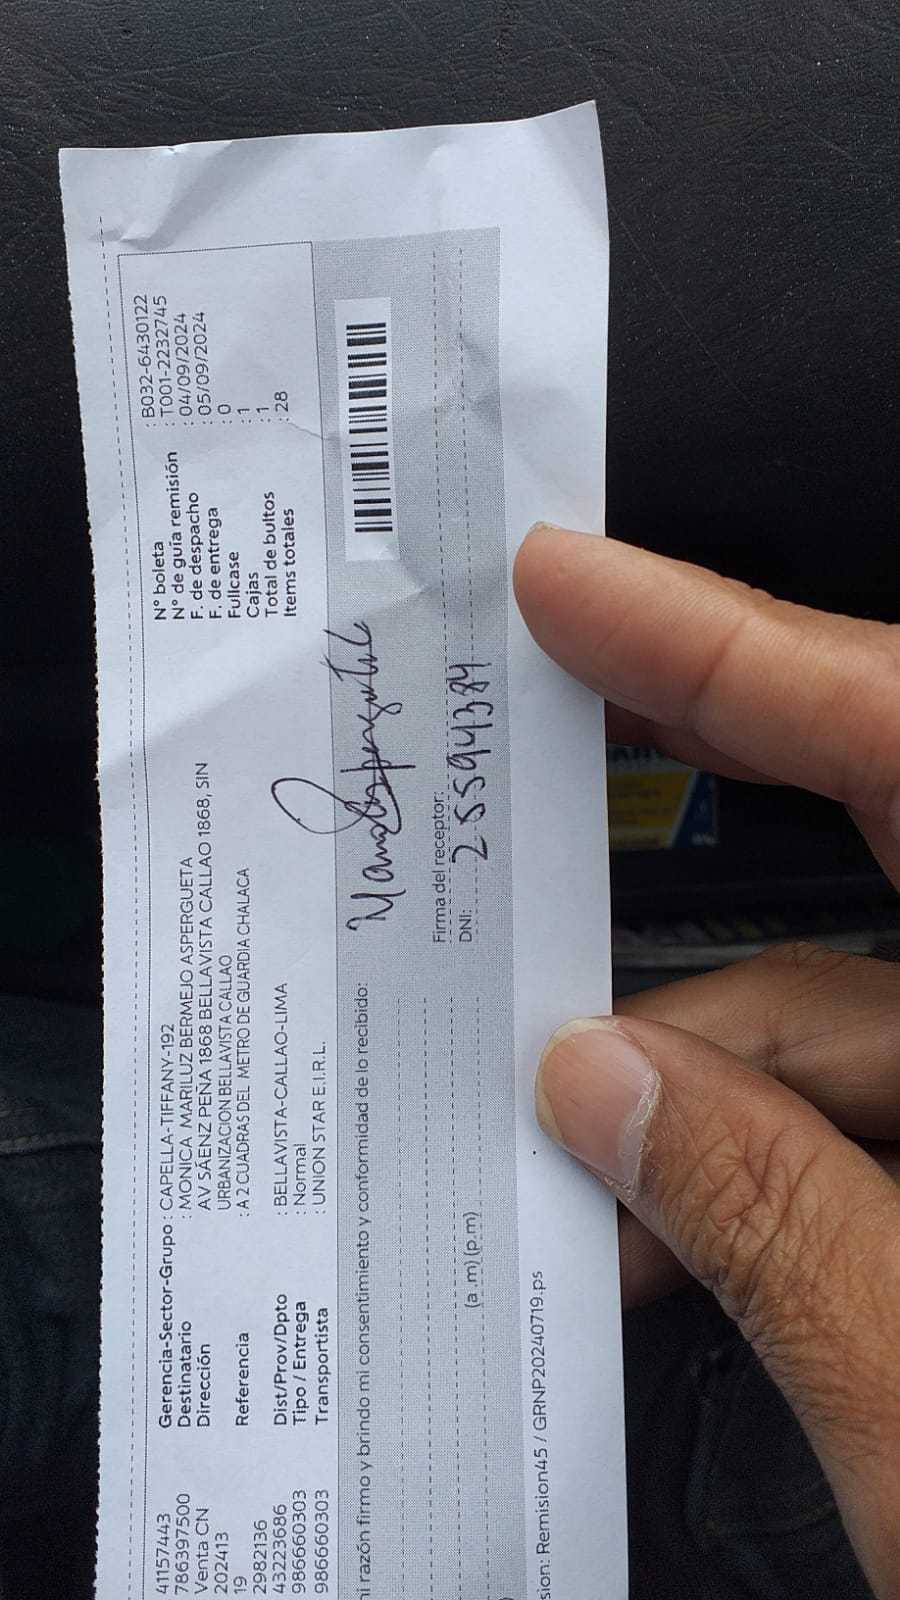 41157443 Gerencia-Sector-Grupo : CAPELLA-TIFFANY-192
786397500 Destinatario : MONICA MARILUZ BERMEJO ASPERGUETA
Venta CN Dirección AV SÁENZ PEÑA 1868 BELLAVISTA CALLAO 1868, SIN
202413 URBANIZACION BELLAVISTA CALLAO
19 Referencia : A 2 CUADRAS DEL METRO DE GUARDIA CHALACA
2982136
43223686 Dist/Prov/Dpto : BELLAVISTA-CALLAO-LIMA
986660303 Tipo / Entrega : Normal
986660303 Transportista : UNION STAR E.I.R.L.
N° boleta : B032-6430122
N° de guía remisión : T001-2232745
F. de despacho : 04/09/2024
F. de entrega : 05/09/2024
Fullcase : 0
Cajas : 1
Total de bultos : 1
Items totales : 28
razón firmo y brindo mi consentimiento y conformidad de lo recibido:
Firma del receptor:
DNI: 25594384
(a .m) (p.m)
sion: Remision45 / GRNP20240719.ps